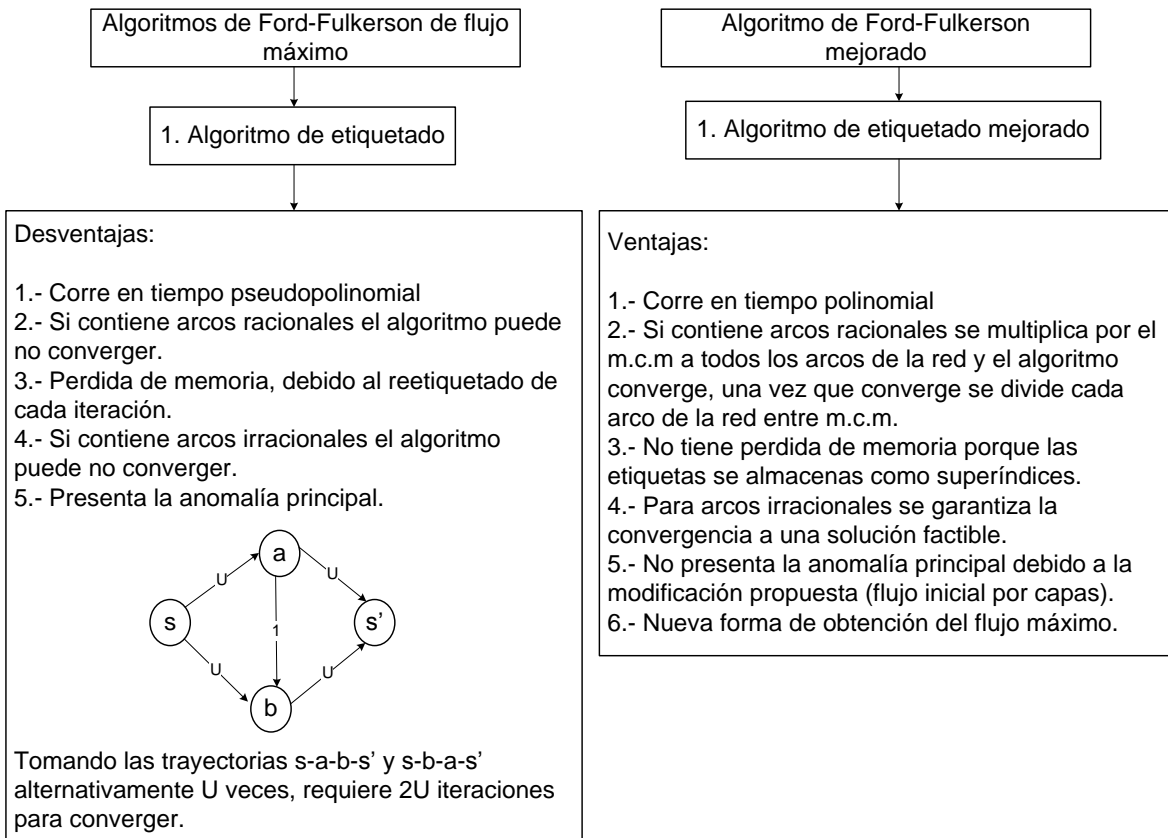 Algoritmos de Ford-Fulkerson de flujo
máximo
1. Algoritmo de etiquetado
Desventajas:
1.- Corre en tiempo pseudopolinomial
2.- Si contiene arcos racionales el algoritmo puede
no converger.
3.- Perdida de memoria, debido al reetiquetado de
cada iteración.
4.- Si contiene arcos irracionales el algoritmo
puede no converger.
5.- Presenta la anomalía principal.
a
U
U
s
1
s’
U
U
b
Tomando las trayectorias s-a-b-s’ y s-b-a-s’
alternativamente U veces, requiere 2U iteraciones
para converger.
Algoritmo de Ford-Fulkerson
mejorado
1. Algoritmo de etiquetado mejorado
Ventajas:
1.- Corre en tiempo polinomial
2.- Si contiene arcos racionales se multiplica por el
m.c.m a todos los arcos de la red y el algoritmo
converge, una vez que converge se divide cada
arco de la red entre m.c.m.
3.- No tiene perdida de memoria porque las
etiquetas se almacenas como superíndices.
4.- Para arcos irracionales se garantiza la
convergencia a una solución factible.
5.- No presenta la anomalía principal debido a la
modificación propuesta (flujo inicial por capas).
6.- Nueva forma de obtención del flujo máximo.